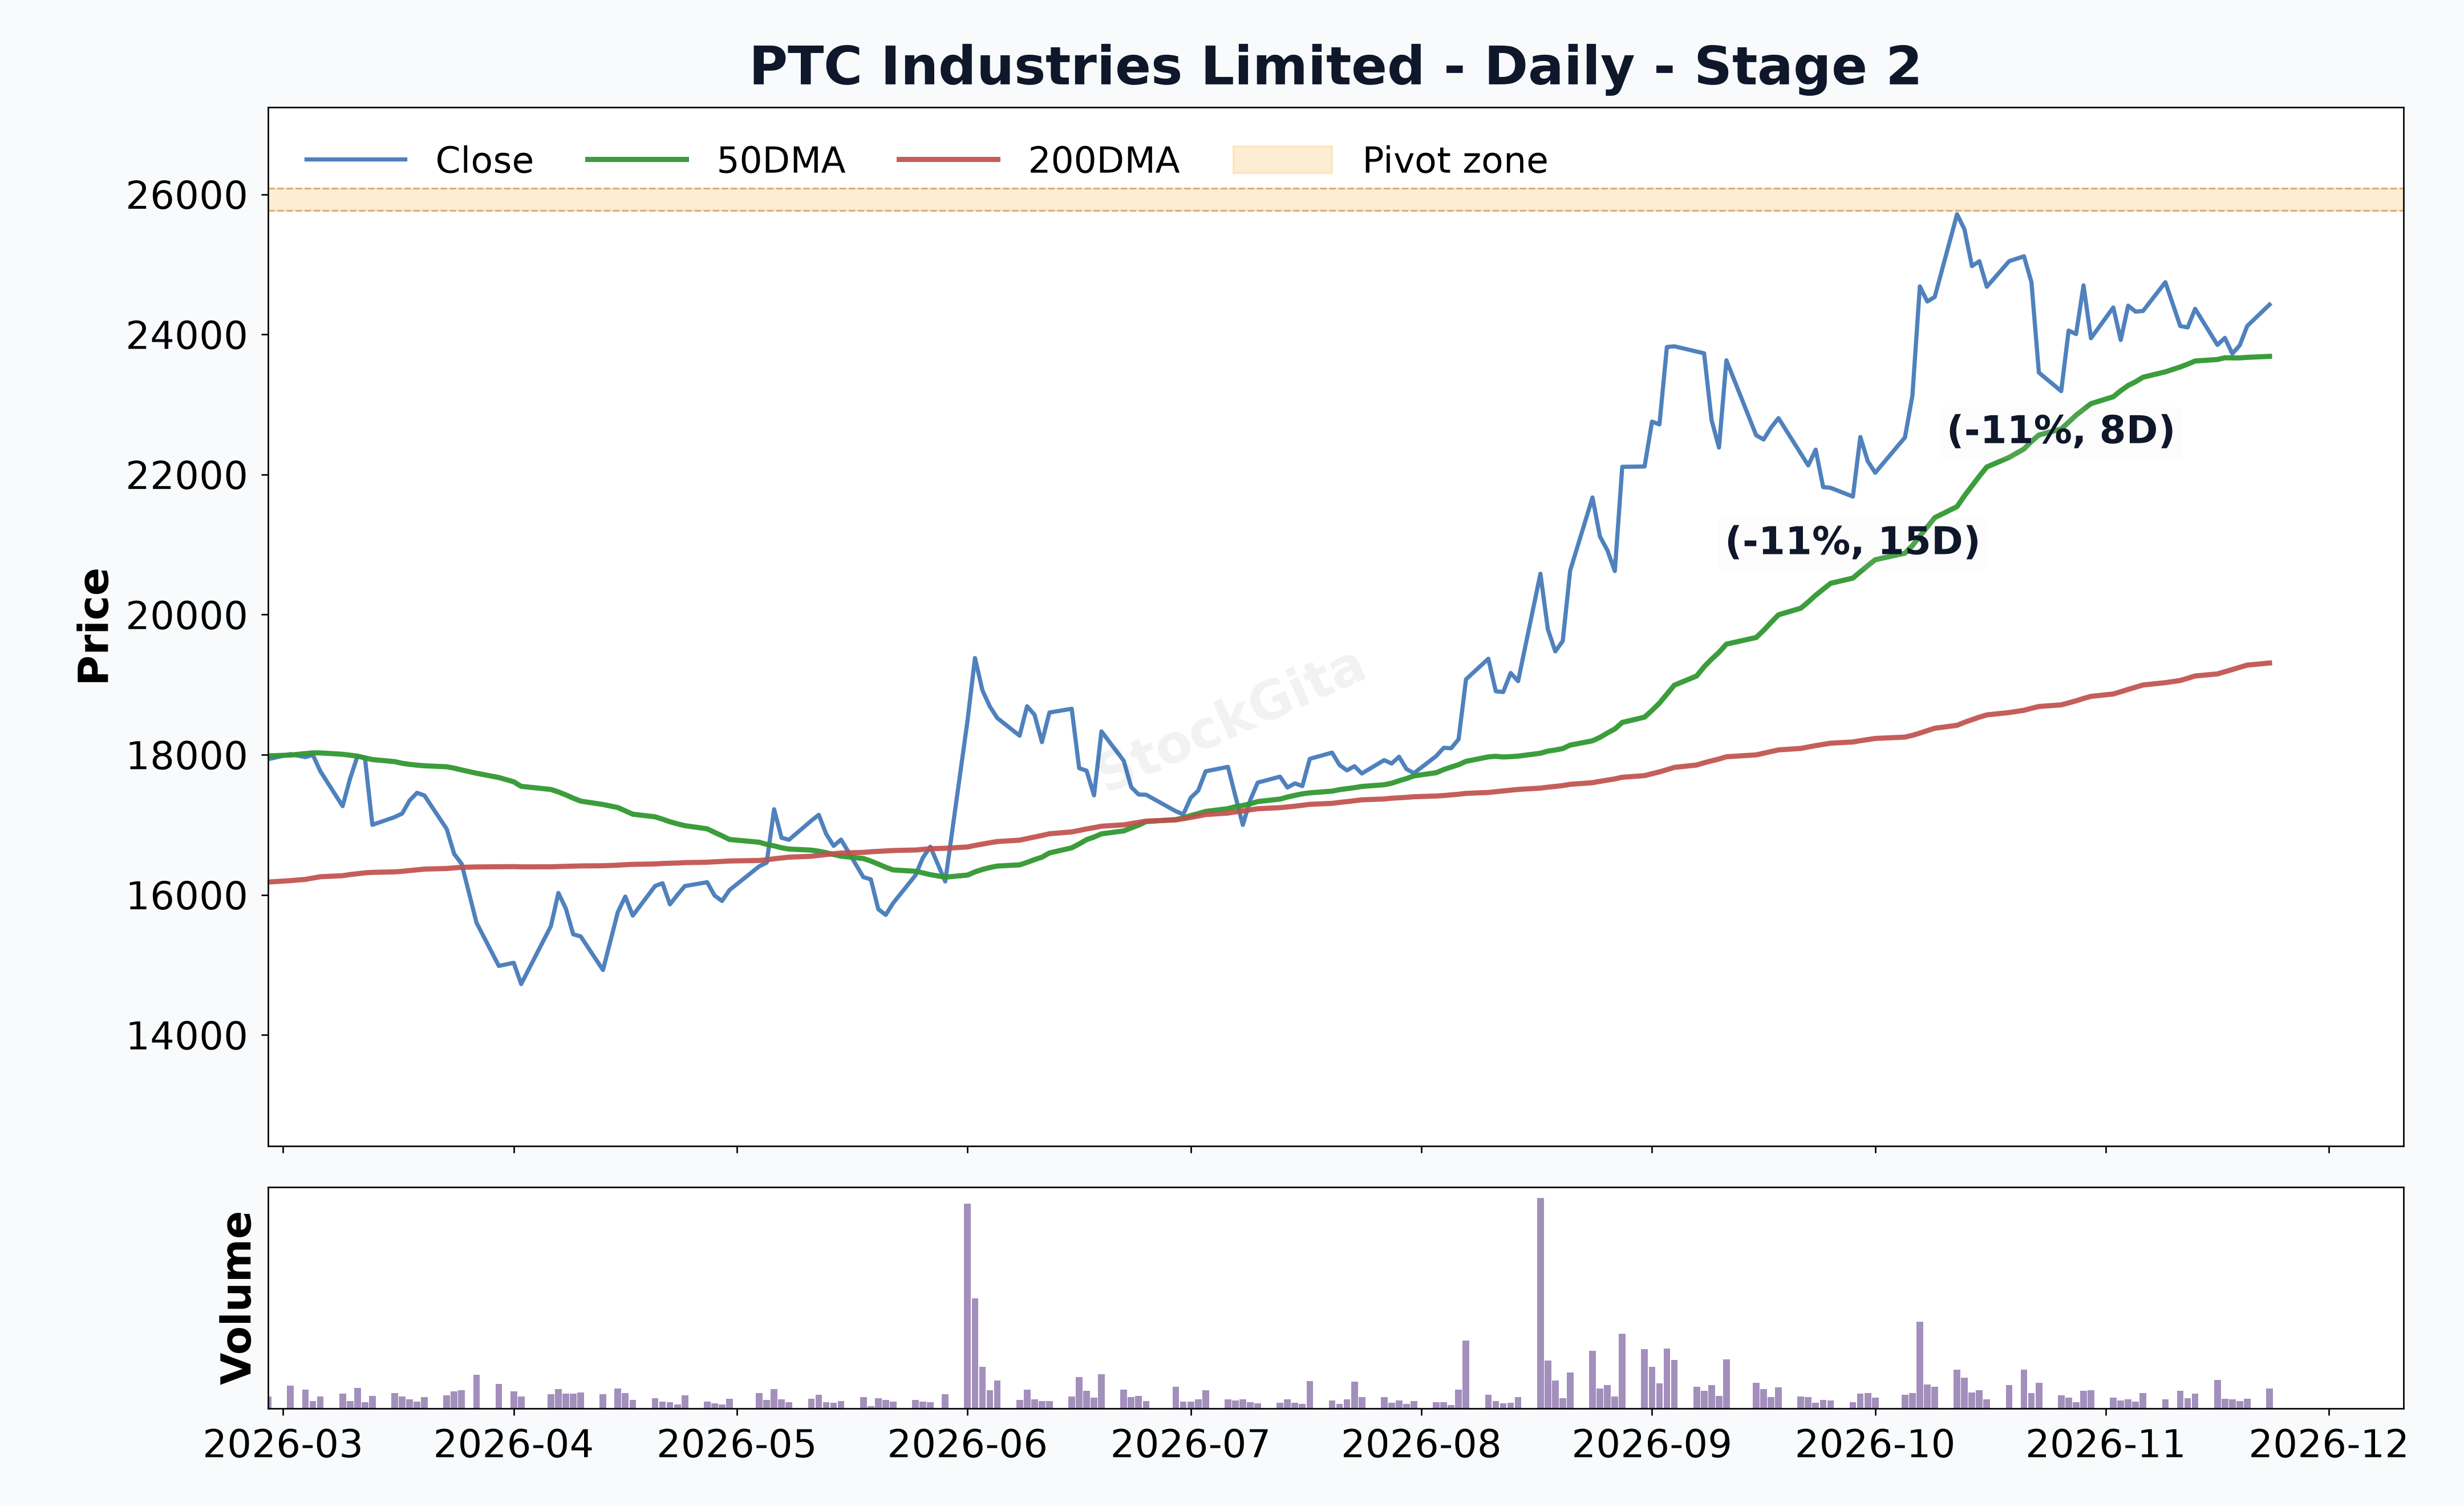 PTC Industries Limited - Daily - Stage 2
Close
50DMA
200DMA
Pivot zone
26000
24000
22000
20000
18000
16000
14000
Price
(-11%, 8D)
(-11%, 15D)
StockGita
Volume
2026-03
2026-04
2026-05
2026-06
2026-07
2026-08
2026-09
2026-10
2026-11
2026-12